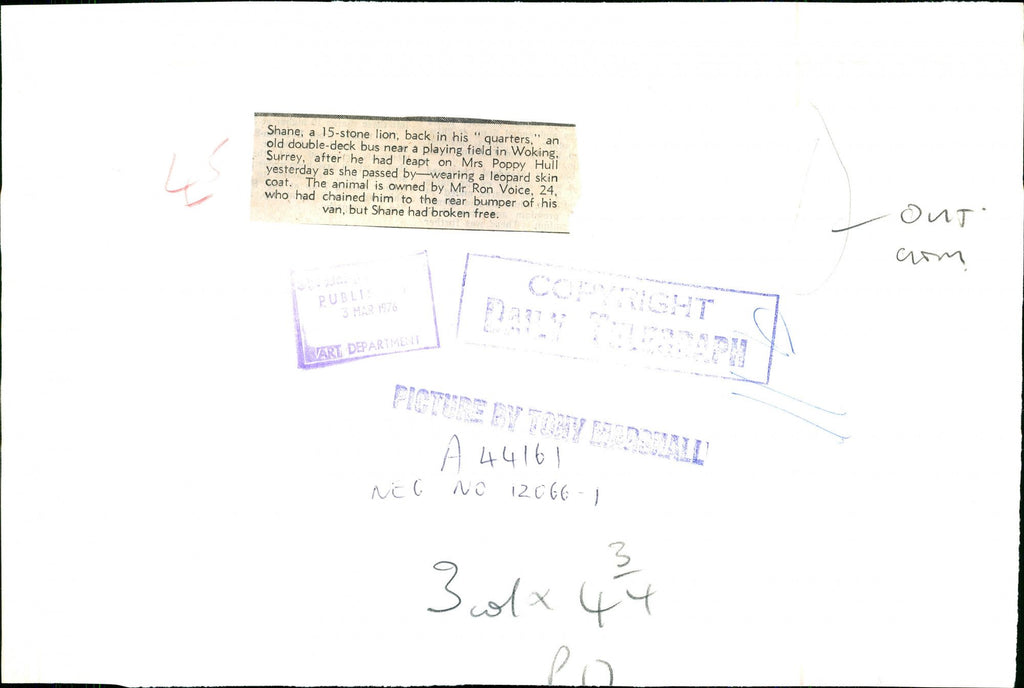 Shane, a 15-stone lion, back in his "quarters," an
old double-deck bus near a playing field in Woking,
Surrey, after he had leapt on Mrs Poppy Hull
yesterday as she passed by—wearing a leopard skin
coat. The animal is owned by Mr Ron Voice, 24,
who had chained him to the rear bumper of his
van, but Shane had broken free.
45
OUT
3 MAR 1976
ART DEPARTMENT
COPYRIGHT
DAILY TELEGRAPH
PICTURE BY TONY MARSHALL
A 44161
NEG NO 12066-1
3 col x 4 3/4